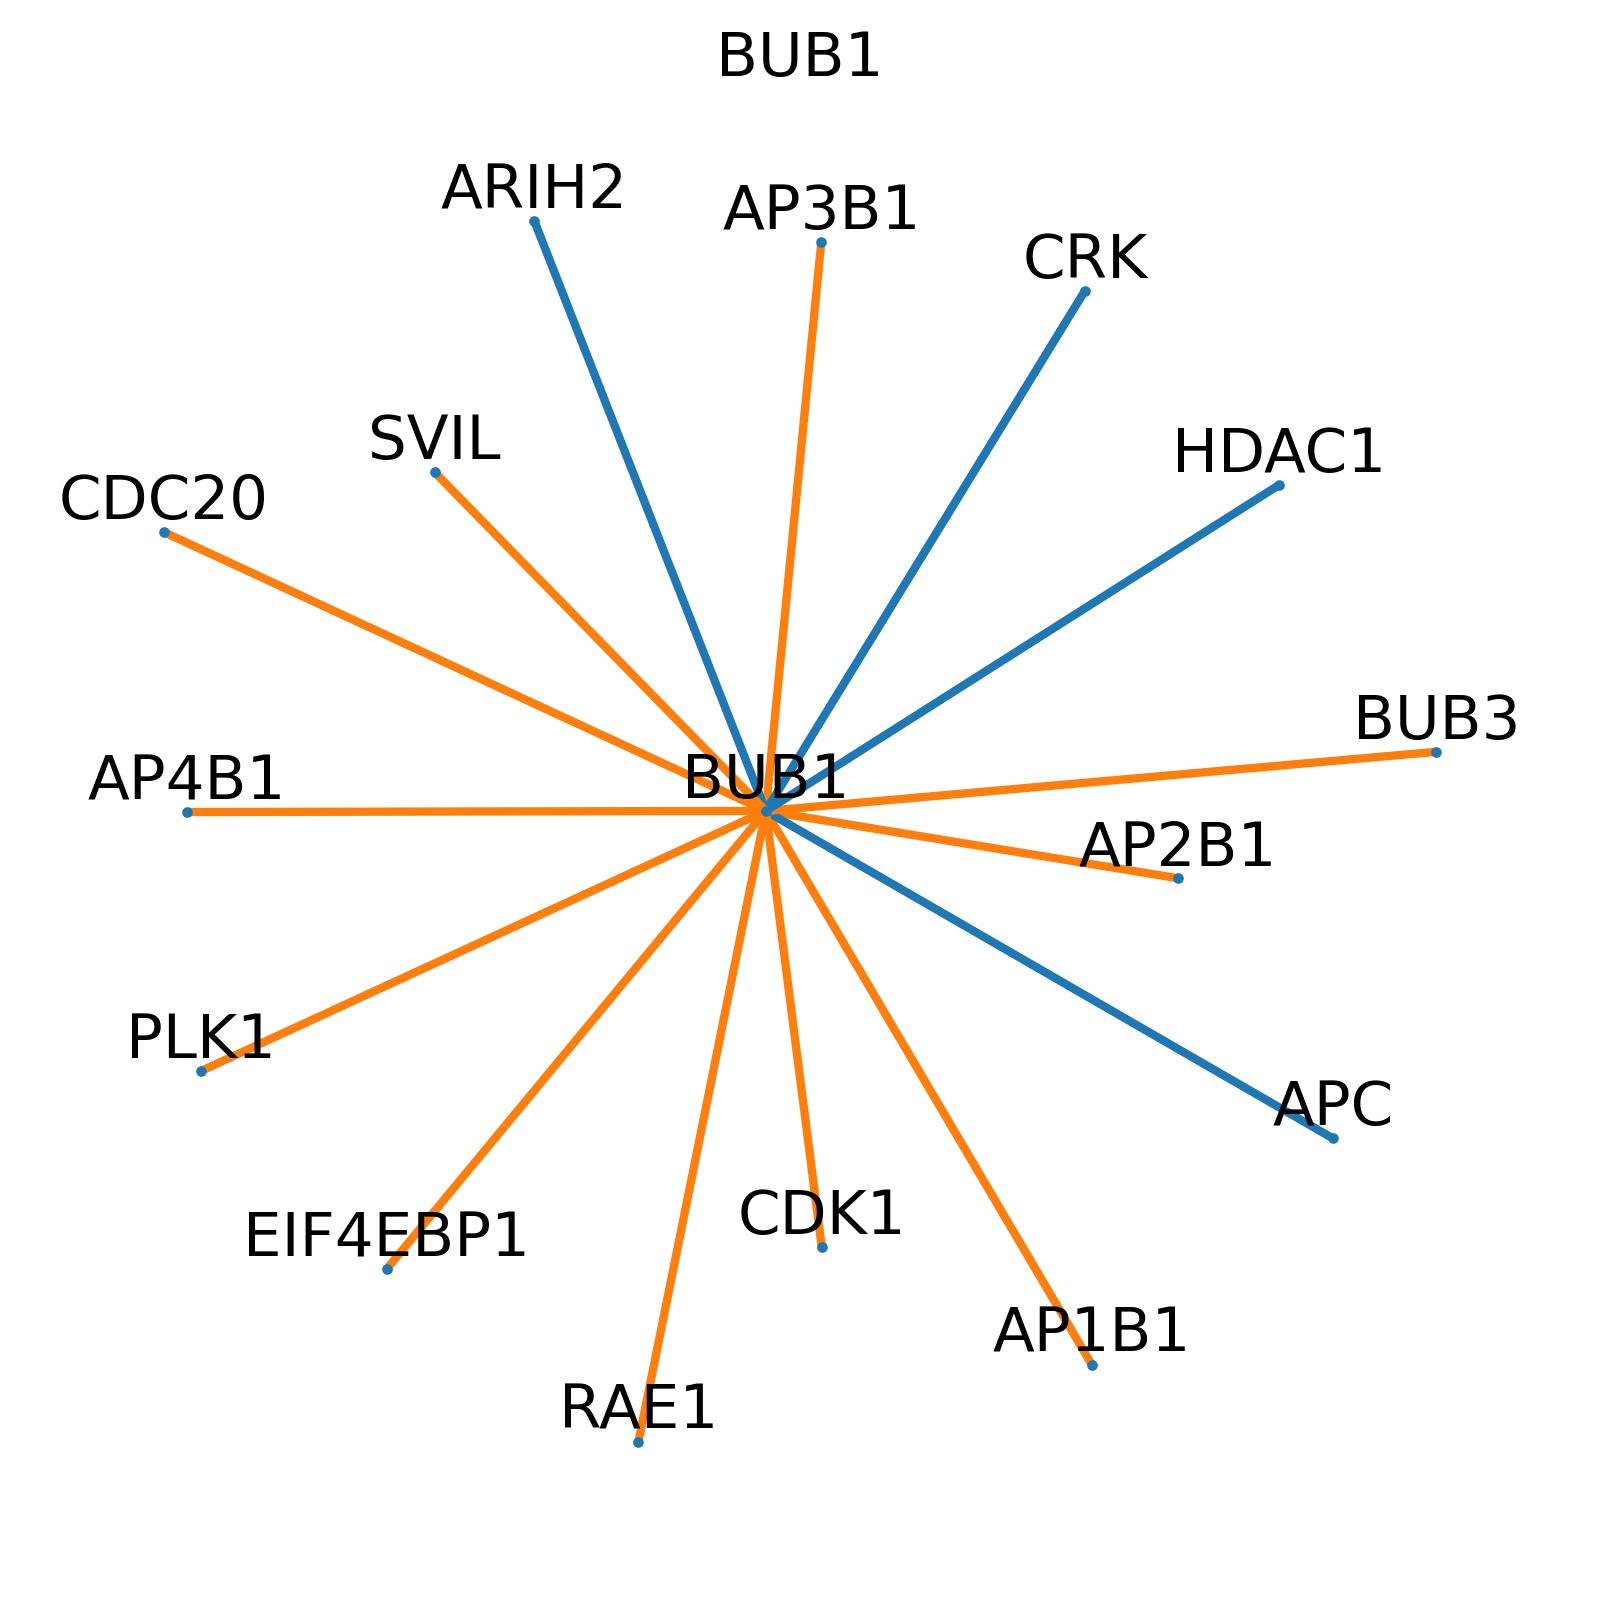 BUB1
ARIH2
AP3B1
CRK
SVIL
HDAC1
CDC20
BUB3
AP4B1
BUB1
AP2B1
PLK1
APC
CDK1
EIF4EBP1
AP1B1
RAE1